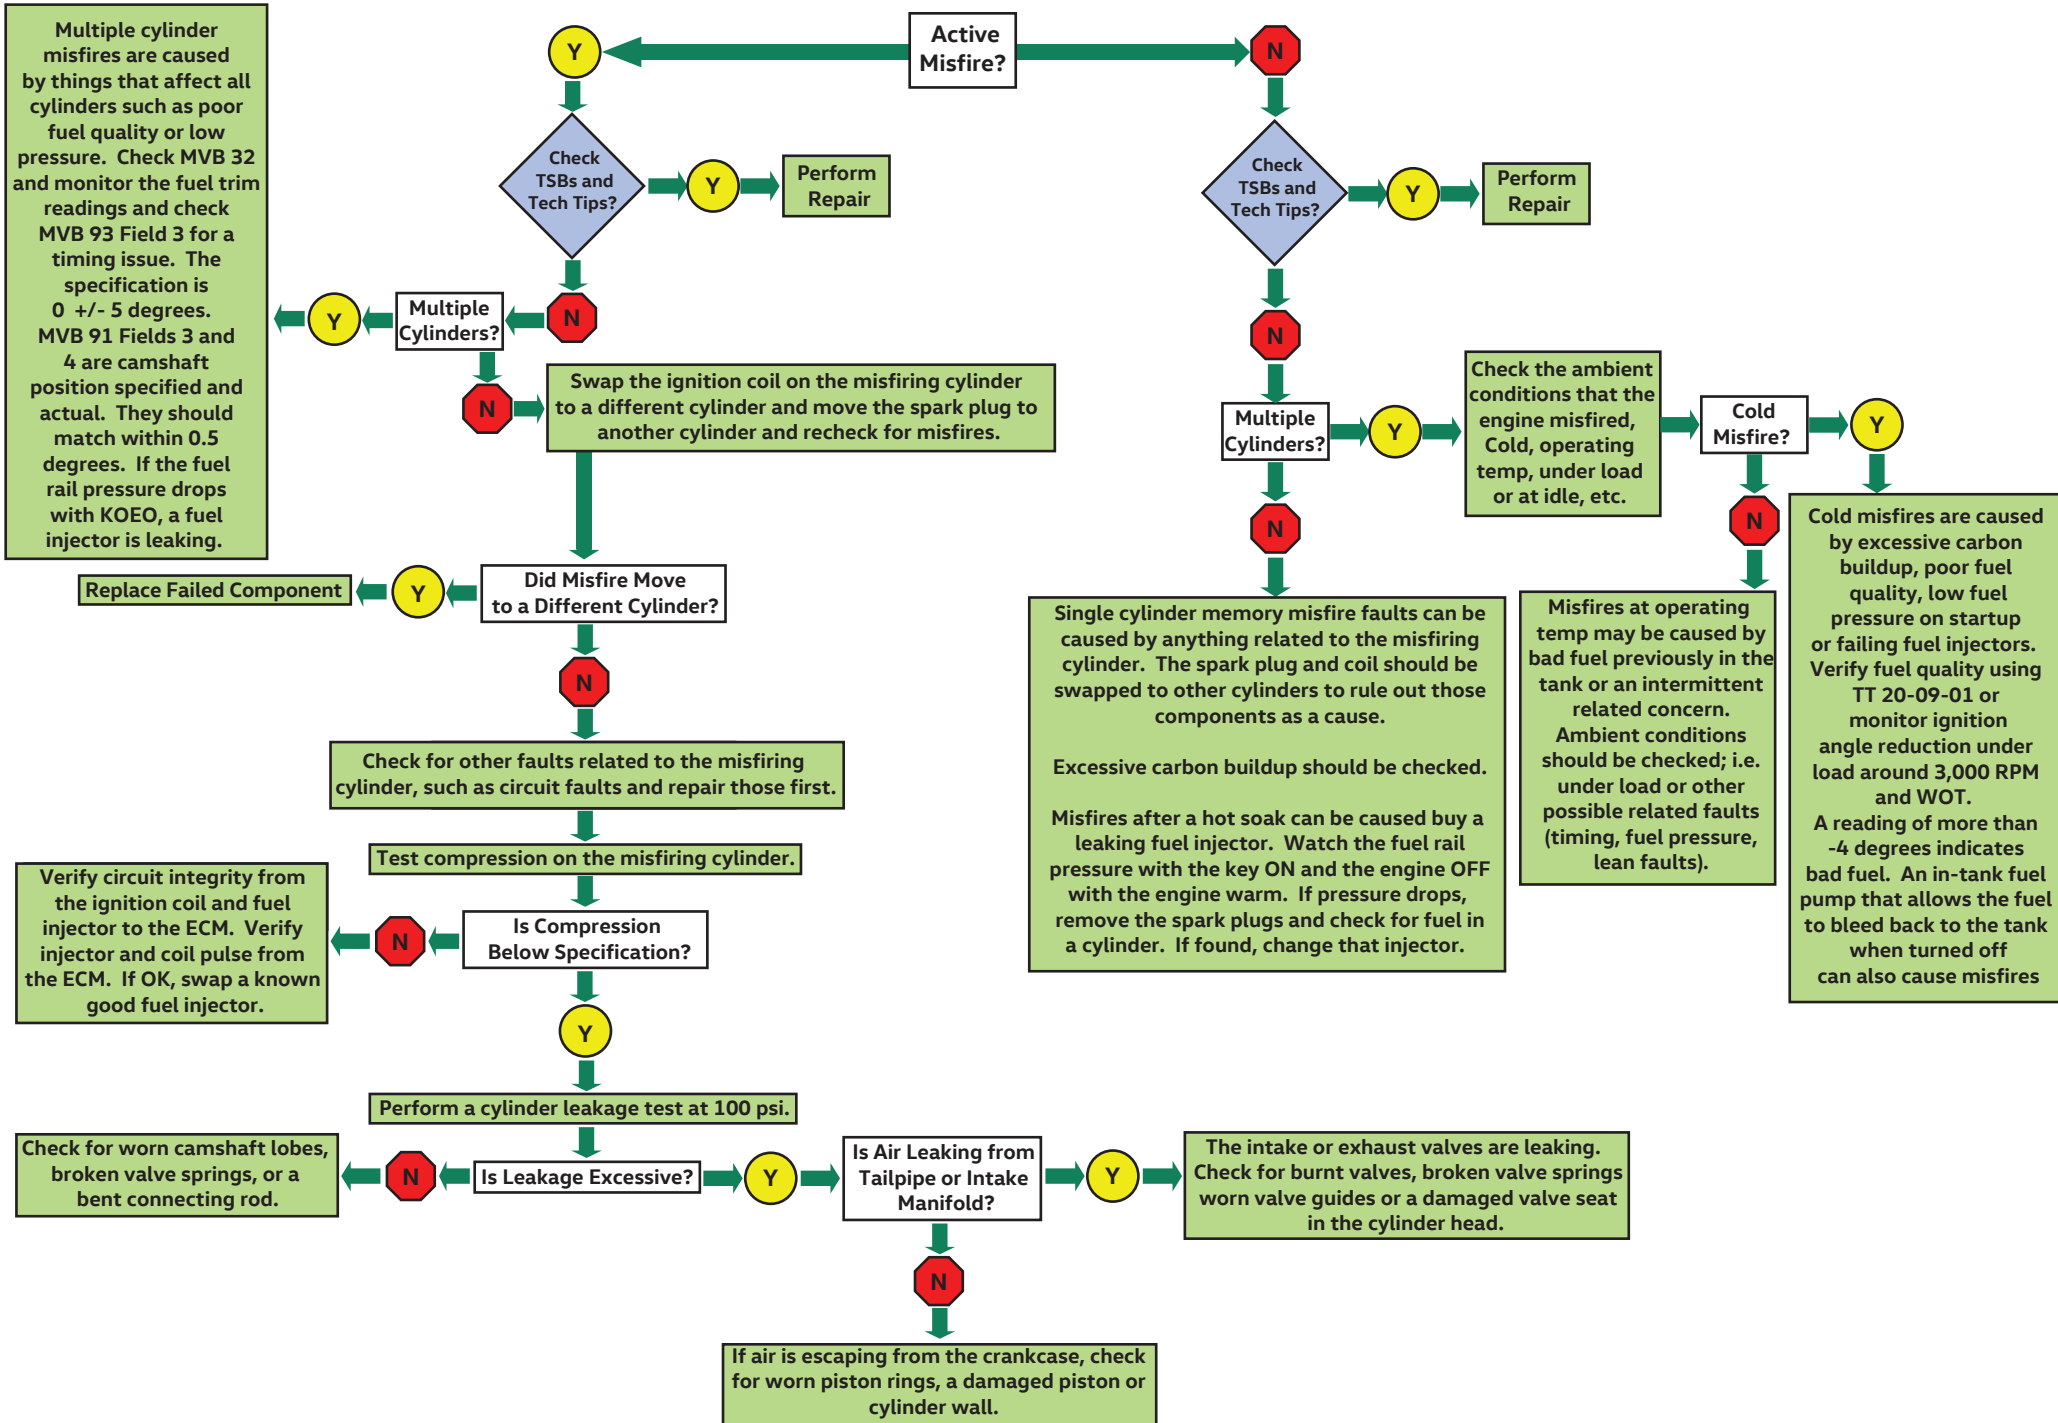 Active
Misfire?
Y
N
Multiple cylinder
misfires are caused
by things that affect all
cylinders such as poor
fuel quality or low
pressure. Check MVB 32
and monitor the fuel trim
readings and check
MVB 93 Field 3 for a
timing issue. The
specification is
0 +/- 5 degrees.
MVB 91 Fields 3 and
4 are camshaft
position specified and
actual. They should
match within 0.5
degrees. If the fuel
rail pressure drops
with KOEO, a fuel
injector is leaking.
Check
TSBs and
Tech Tips?
Y
Perform
Repair
N
Multiple
Cylinders?
Y
N
Swap the ignition coil on the misfiring cylinder
to a different cylinder and move the spark plug to
another cylinder and recheck for misfires.
Did Misfire Move
to a Different Cylinder?
Y
Replace Failed Component
N
Check for other faults related to the misfiring
cylinder, such as circuit faults and repair those first.
Test compression on the misfiring cylinder.
Is Compression
Below Specification?
N
Verify circuit integrity from
the ignition coil and fuel
injector to the ECM. Verify
injector and coil pulse from
the ECM. If OK, swap a known
good fuel injector.
Y
Perform a cylinder leakage test at 100 psi.
Is Leakage Excessive?
N
Check for worn camshaft lobes,
broken valve springs, or a
bent connecting rod.
Y
Is Air Leaking from
Tailpipe or Intake
Manifold?
Y
The intake or exhaust valves are leaking.
Check for burnt valves, broken valve springs
worn valve guides or a damaged valve seat
in the cylinder head.
N
If air is escaping from the crankcase, check
for worn piston rings, a damaged piston or
cylinder wall.
Check
TSBs and
Tech Tips?
Y
Perform
Repair
N
Multiple
Cylinders?
Y
Check the ambient
conditions that the
engine misfired,
Cold, operating
temp, under load
or at idle, etc.
Cold
Misfire?
Y
N
N
Single cylinder memory misfire faults can be
caused by anything related to the misfiring
cylinder. The spark plug and coil should be
swapped to other cylinders to rule out those
components as a cause.
Excessive carbon buildup should be checked.
Misfires after a hot soak can be caused buy a
leaking fuel injector. Watch the fuel rail
pressure with the key ON and the engine OFF
with the engine warm. If pressure drops,
remove the spark plugs and check for fuel in
a cylinder. If found, change that injector.
Misfires at operating
temp may be caused by
bad fuel previously in the
tank or an intermittent
related concern.
Ambient conditions
should be checked; i.e.
under load or other
possible related faults
(timing, fuel pressure,
lean faults).
Cold misfires are caused
by excessive carbon
buildup, poor fuel
quality, low fuel
pressure on startup
or failing fuel injectors.
Verify fuel quality using
TT 20-09-01 or
monitor ignition
angle reduction under
load around 3,000 RPM
and WOT.
A reading of more than
-4 degrees indicates
bad fuel. An in-tank fuel
pump that allows the fuel
to bleed back to the tank
when turned off
can also cause misfires